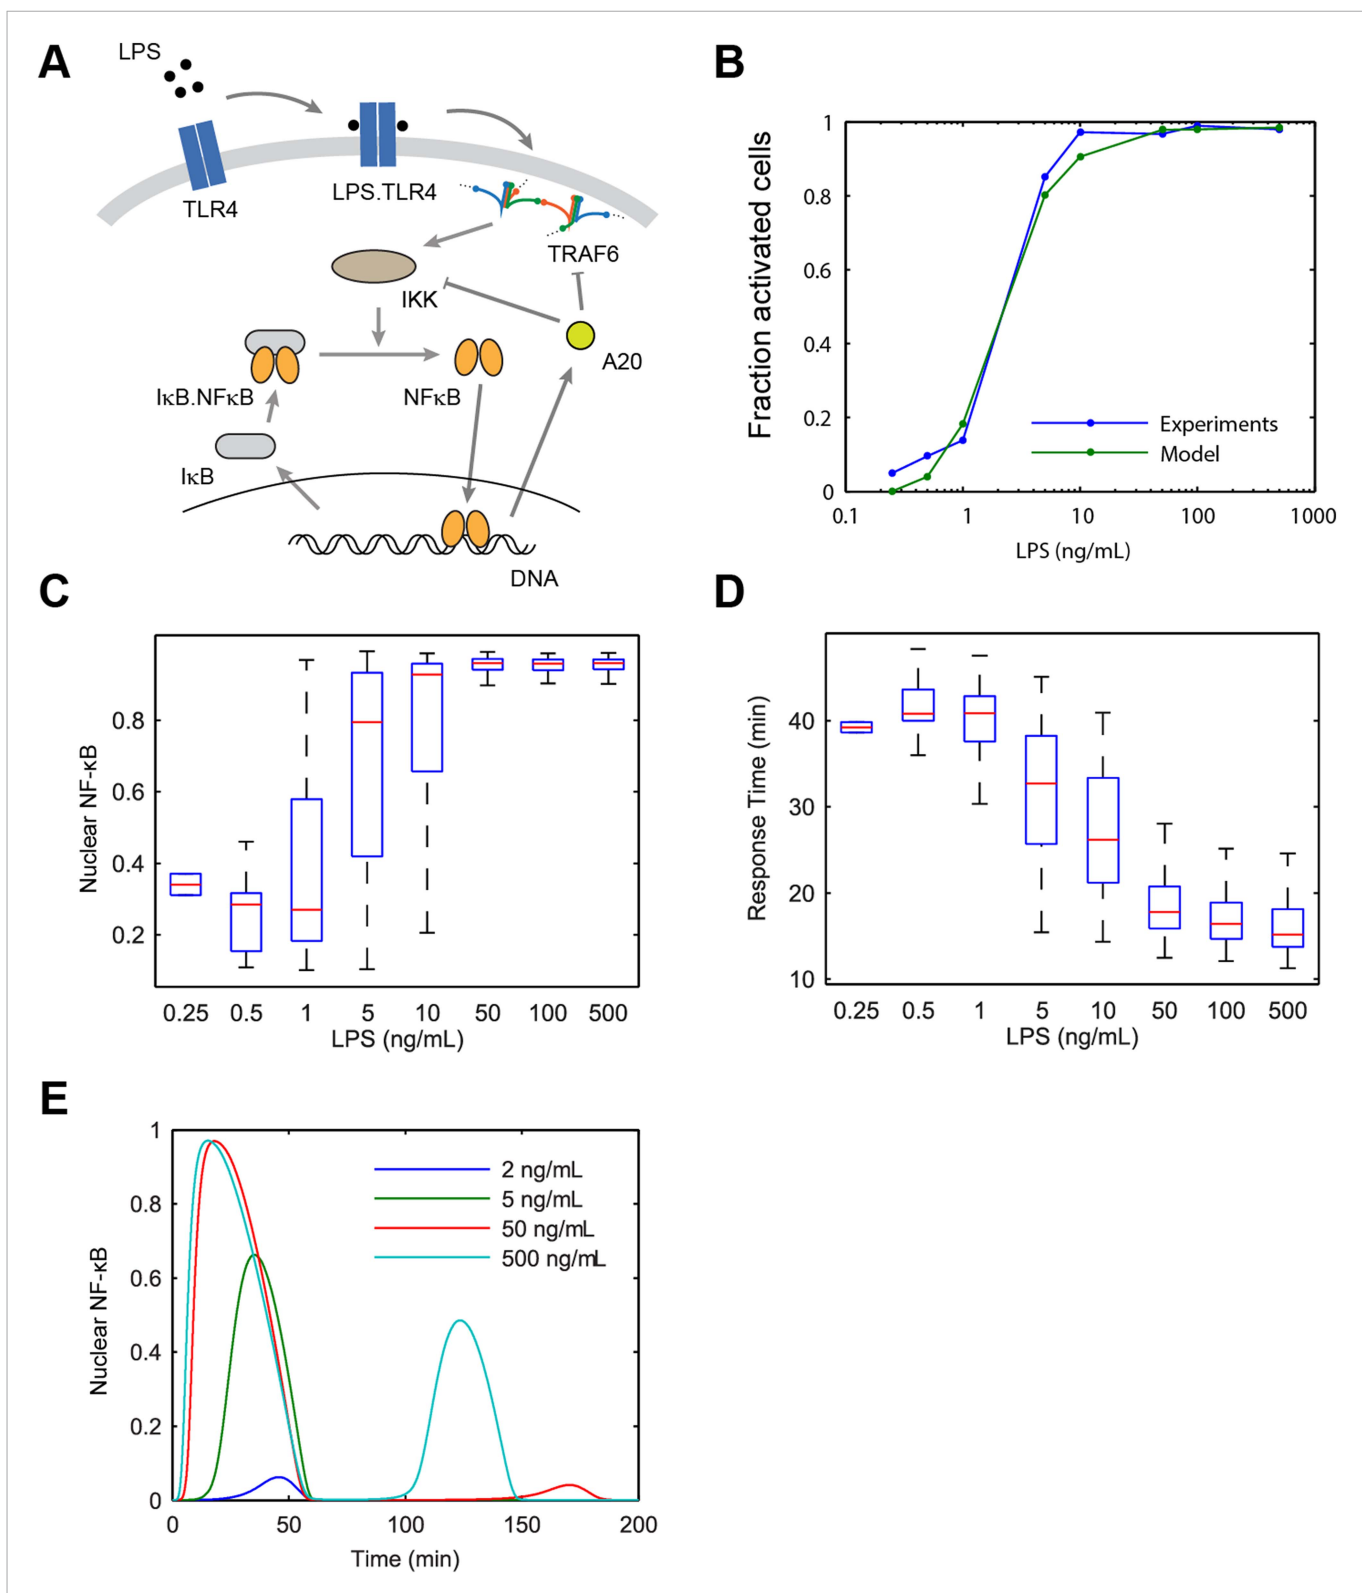 A
LPS
TLR4
LPS.TLR4
TRAF6
IKK
A20
IκB.NFκB
NFκB
IκB
DNA
B
Fraction activated cells
1
0.8
0.6
0.4
0.2
0
Experiments
Model
0.1 1 10 100 1000
LPS (ng/mL)
C
Nuclear NF-κB
0.8
0.6
0.4
0.2
0.25 0.5 1 5 10 50 100 500
LPS (ng/mL)
D
Response Time (min)
40
30
20
10
0.25 0.5 1 5 10 50 100 500
LPS (ng/mL)
E
Nuclear NF-κB
1
0.8
0.6
0.4
0.2
0
2 ng/mL
5 ng/mL
50 ng/mL
500 ng/mL
0 50 100 150 200
Time (min)